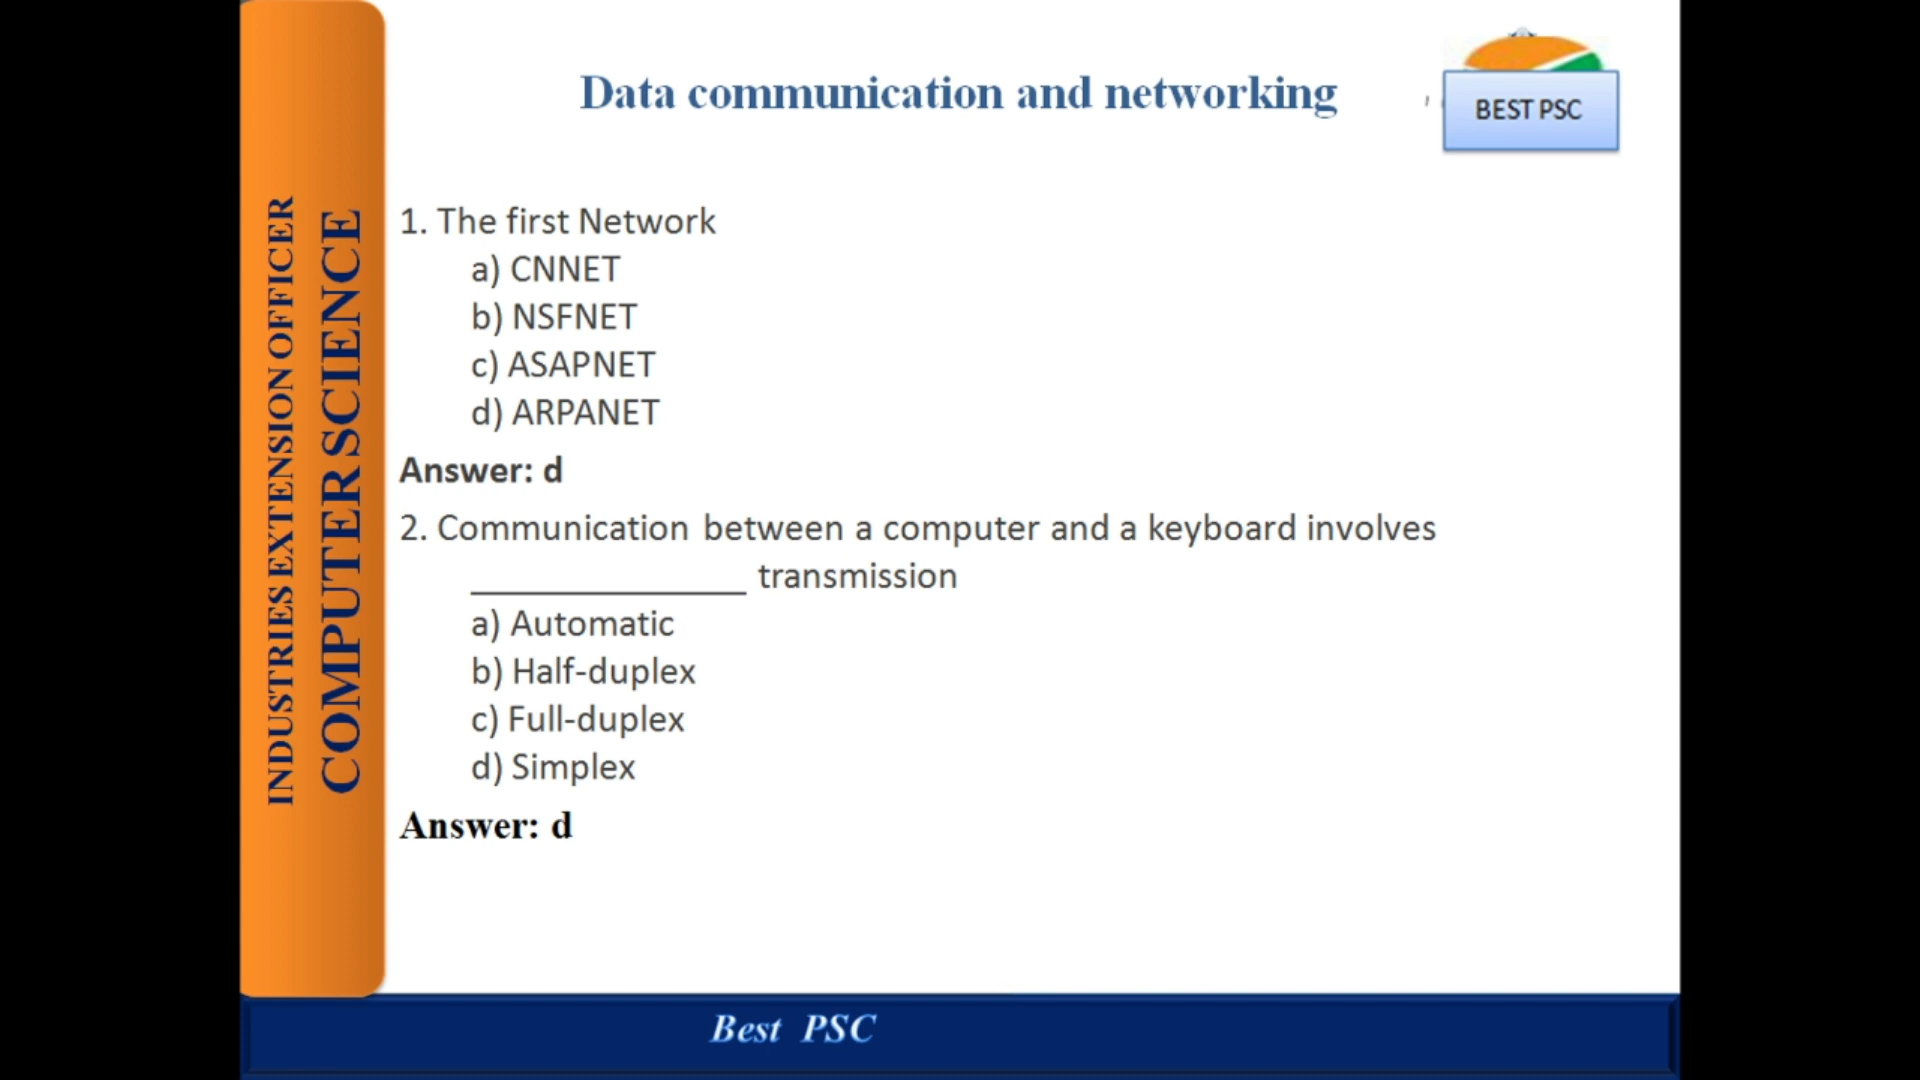 Data communication and networking
BEST PSC
INDUSTRIES EXTENSION OFFICER
COMPUTER SCIENCE
1. The first Network
a) CNNET
b) NSFNET
c) ASAPNET
d) ARPANET
Answer: d
2. Communication between a computer and a keyboard involves
_______________ transmission
a) Automatic
b) Half-duplex
c) Full-duplex
d) Simplex
Answer: d
Best PSC